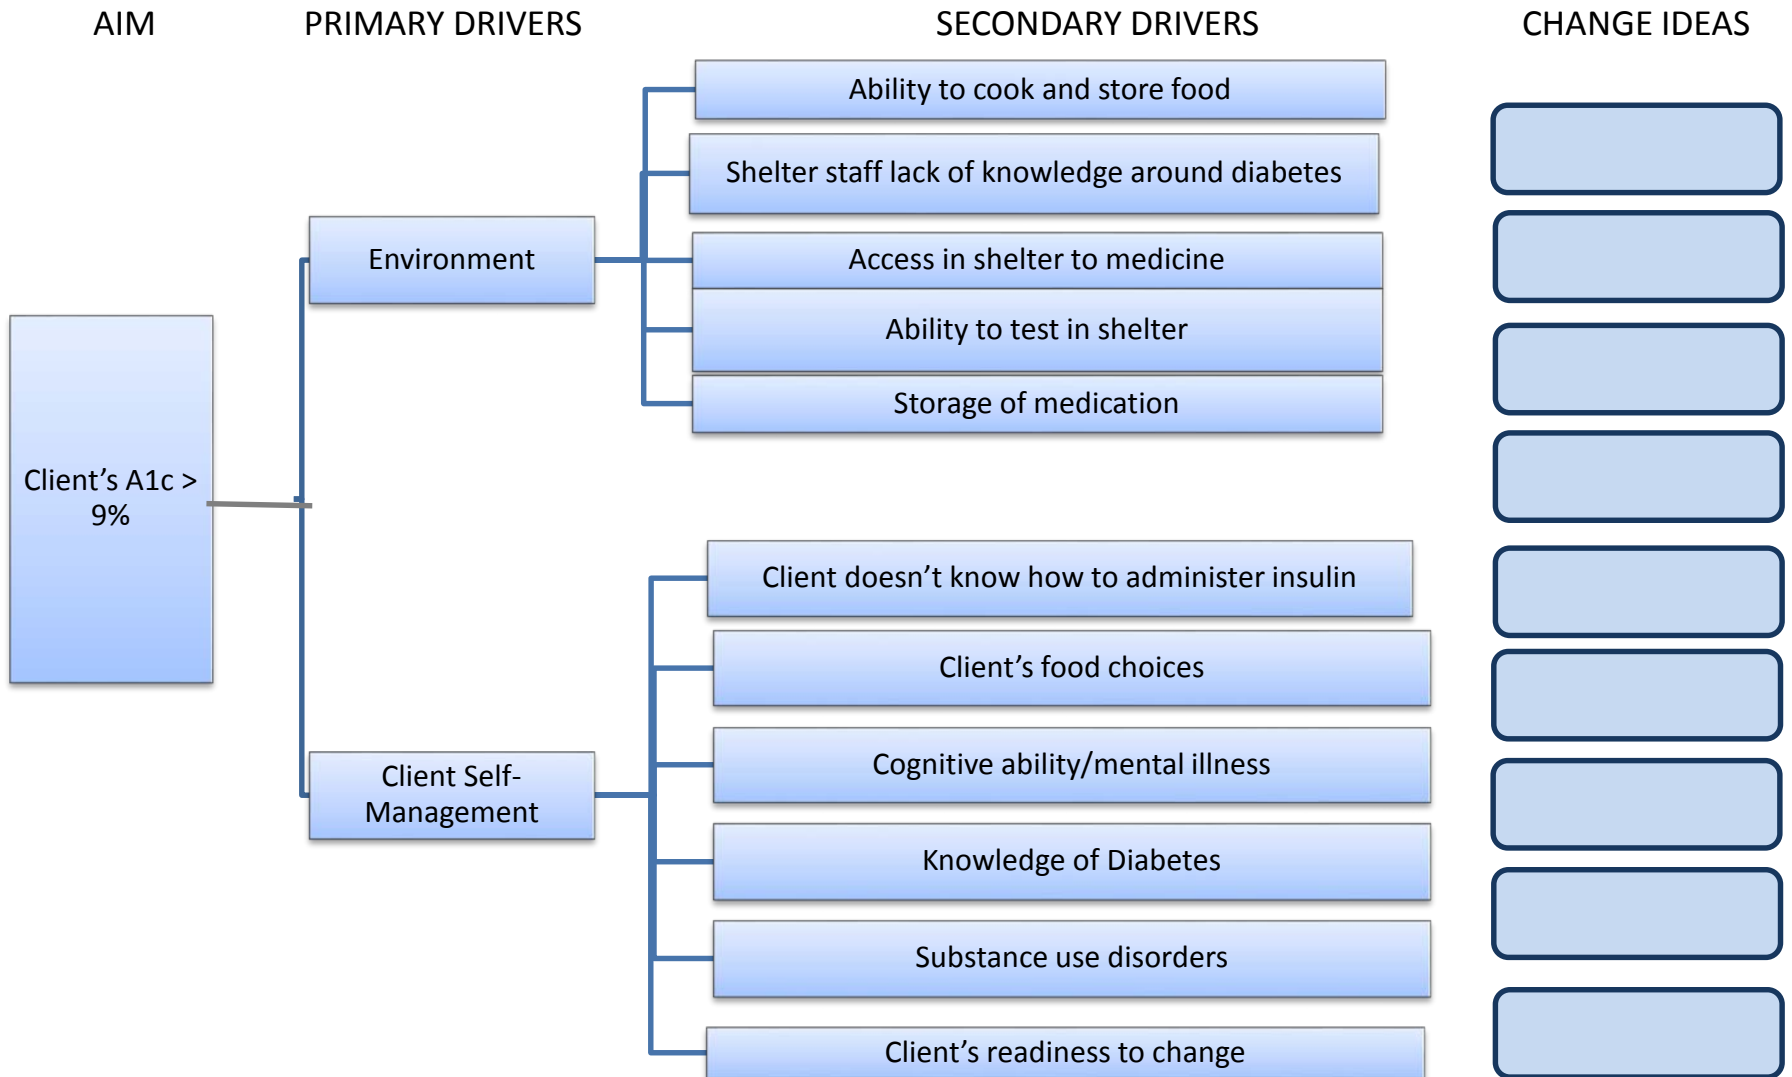 AIM
PRIMARY DRIVERS
SECONDARY DRIVERS
CHANGE IDEAS
Client’s A1c >
9%
Environment
Ability to cook and store food
Shelter staff lack of knowledge around diabetes
Access in shelter to medicine
Ability to test in shelter
Storage of medication
Client Self-
Management
Client doesn’t know how to administer insulin
Client’s food choices
Cognitive ability/mental illness
Knowledge of Diabetes
Substance use disorders
Client’s readiness to change